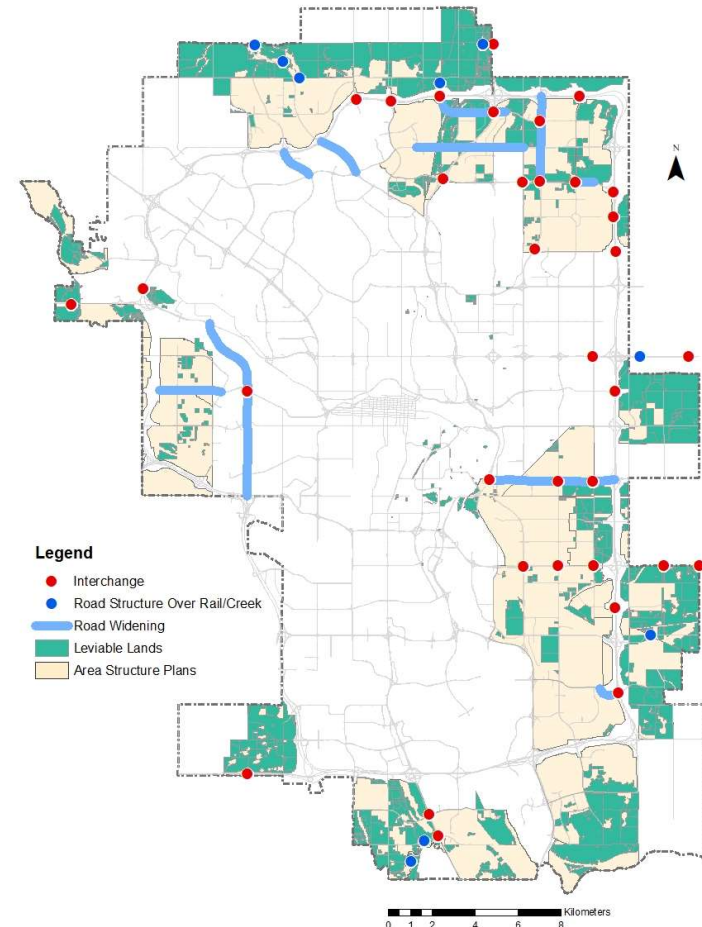 N
Legend
Interchange
Road Structure Over Rail/Creek
Road Widening
Leviable Lands
Area Structure Plans
Kilometers
0 1 2 4 6 8